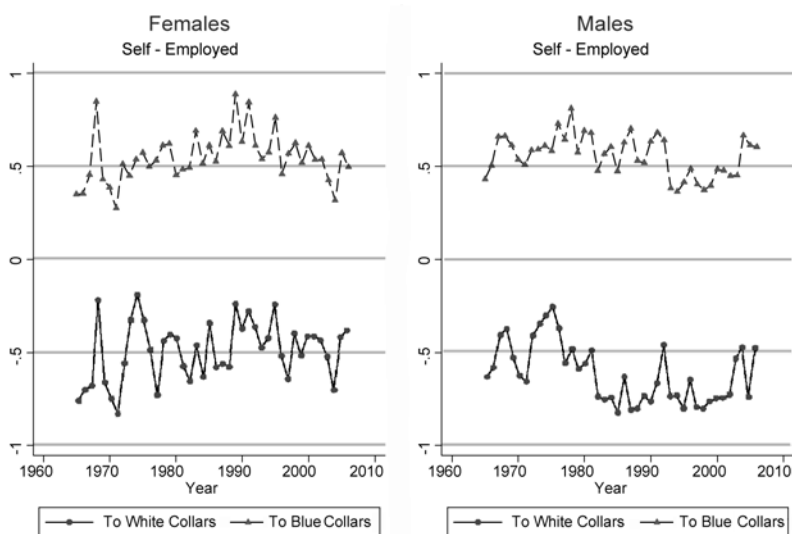 Females
Self - Employed
1
.5
0
-.5
-1
1960 1970 1980 1990 2000 2010
Year
To White Collars To Blue Collars
Males
Self - Employed
1
.5
0
-.5
-1
1960 1970 1980 1990 2000 2010
Year
To White Collars To Blue Collars